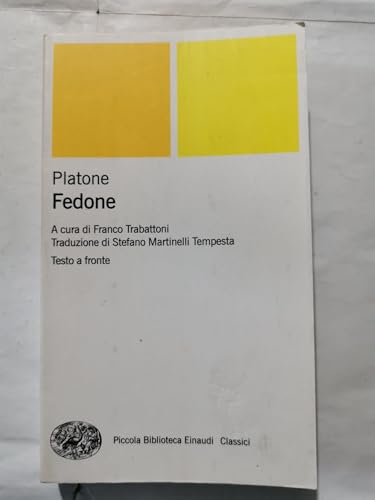 Platone
Fedone
A cura di Franco Trabattoni
Traduzione di Stefano Martinelli Tempesta
Testo a fronte
Piccola Biblioteca Einaudi Classici